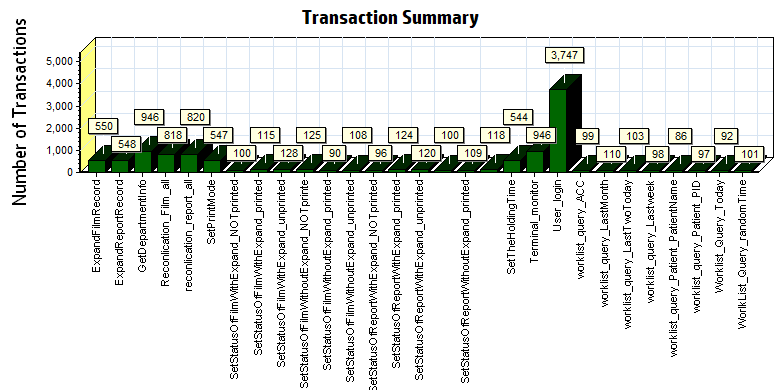 Transaction Summary
Number of Transactions
5,000
4,000
3,000
2,000
1,000
0
550
548
946
818
820
547
100
115
128
125
90
108
96
124
120
100
109
118
544
946
3,747
99
110
103
98
86
97
92
101
ExpandFilmRecord
ExpandReportRecord
GetDepartmentInfo
Reconlication_Film_all
reconlication_report_all
SetPrintMode
SetStatusOfFilmWithExpand_NOTprinted
SetStatusOfFilmWithExpand_printed
SetStatusOfFilmWithExpand_unprinted
SetStatusOfFilmWithoutExpand_NOTprinte
SetStatusOfFilmWithoutExpand_printed
SetStatusOfFilmWithoutExpand_unprinted
SetStatusOfReportWithExpand_NOTprinted
SetStatusOfReportWithExpand_printed
SetStatusOfReportWithExpand_unprinted
SetStatusOfReportWithoutExpand_printed
SetTheHoldingTime
Terminal_monitor
User_login
worklist_query_ACC
worklist_query_LastMonth
worklist_query_LastTwoToday
worklist_query_Lastweek
worklist_query_Patient_PatientName
worklist_query_Patient_PID
Worklist_Query_Today
WorkList_Query_randomTime